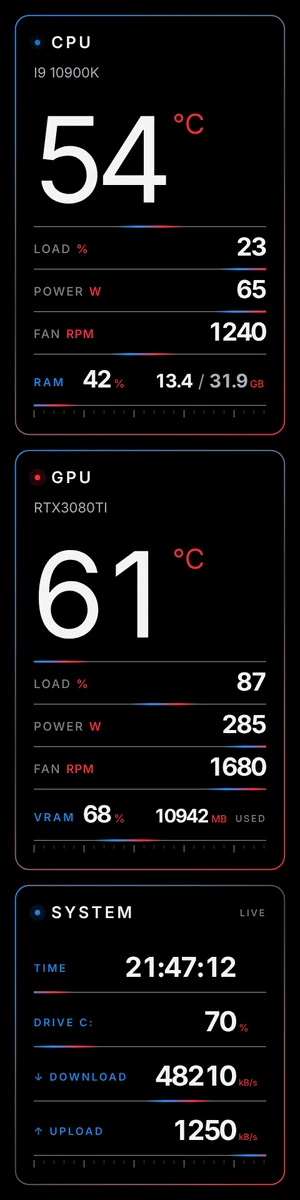 CPU
I9 10900K
54 °C
LOAD % 23
POWER W 65
FAN RPM 1240
RAM 42 % 13.4 / 31.9 GB
GPU
RTX3080TI
61 °C
LOAD % 87
POWER W 285
FAN RPM 1680
VRAM 68 % 10942 MB USED
SYSTEM LIVE
TIME 21:47:12
DRIVE C: 70 %
↓ DOWNLOAD 48210 kB/s
↑ UPLOAD 1250 kB/s